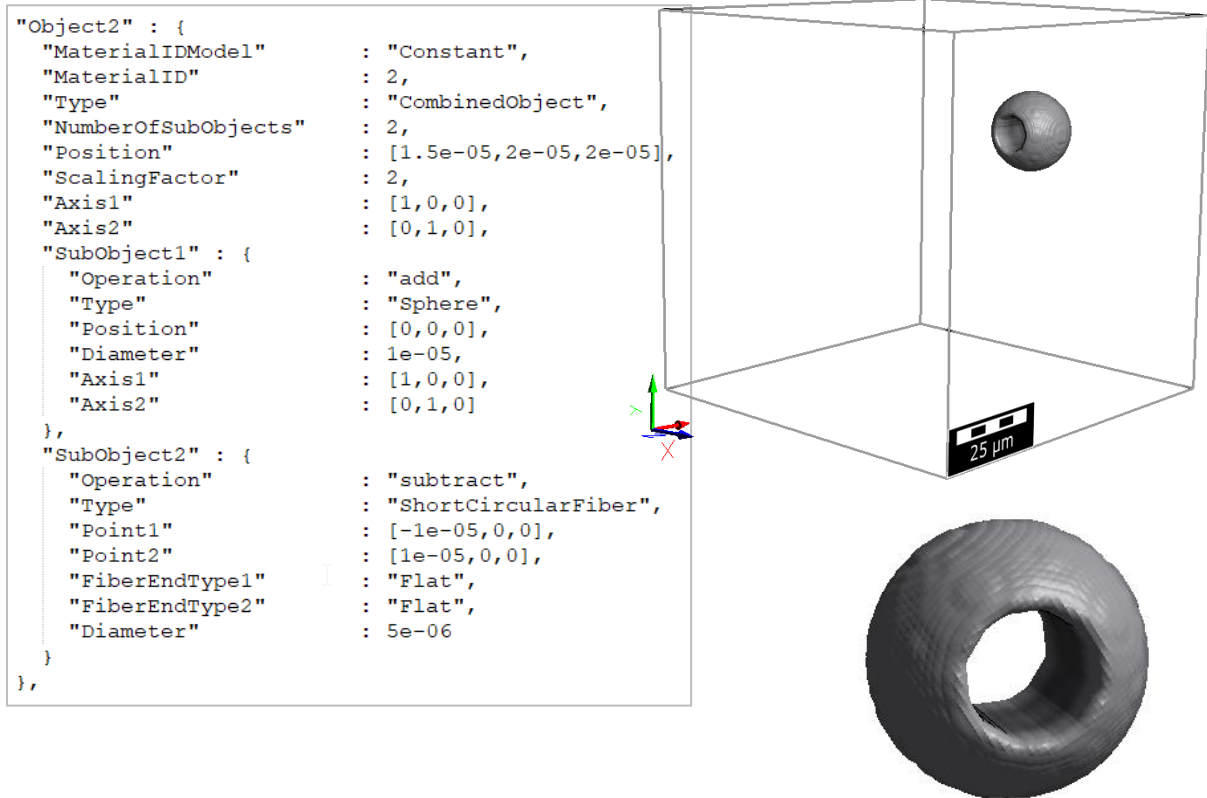 "Object2" : {
"MaterialIDModel" : "Constant",
"MaterialID" : 2,
"Type" : "CombinedObject",
"NumberOfSubObjects" : 2,
"Position" : [1.5e-05,2e-05,2e-05],
"ScalingFactor" : 2,
"Axis1" : [1,0,0],
"Axis2" : [0,1,0],
"SubObject1" : {
"Operation" : "add",
"Type" : "Sphere",
"Position" : [0,0,0],
"Diameter" : 1e-05,
"Axis1" : [1,0,0],
"Axis2" : [0,1,0]
},
"SubObject2" : {
"Operation" : "subtract",
"Type" : "ShortCircularFiber",
"Point1" : [-1e-05,0,0],
"Point2" : [1e-05,0,0],
"FiberEndType1" : "Flat",
"FiberEndType2" : "Flat",
"Diameter" : 5e-06
}
},
Y
X
25 µm